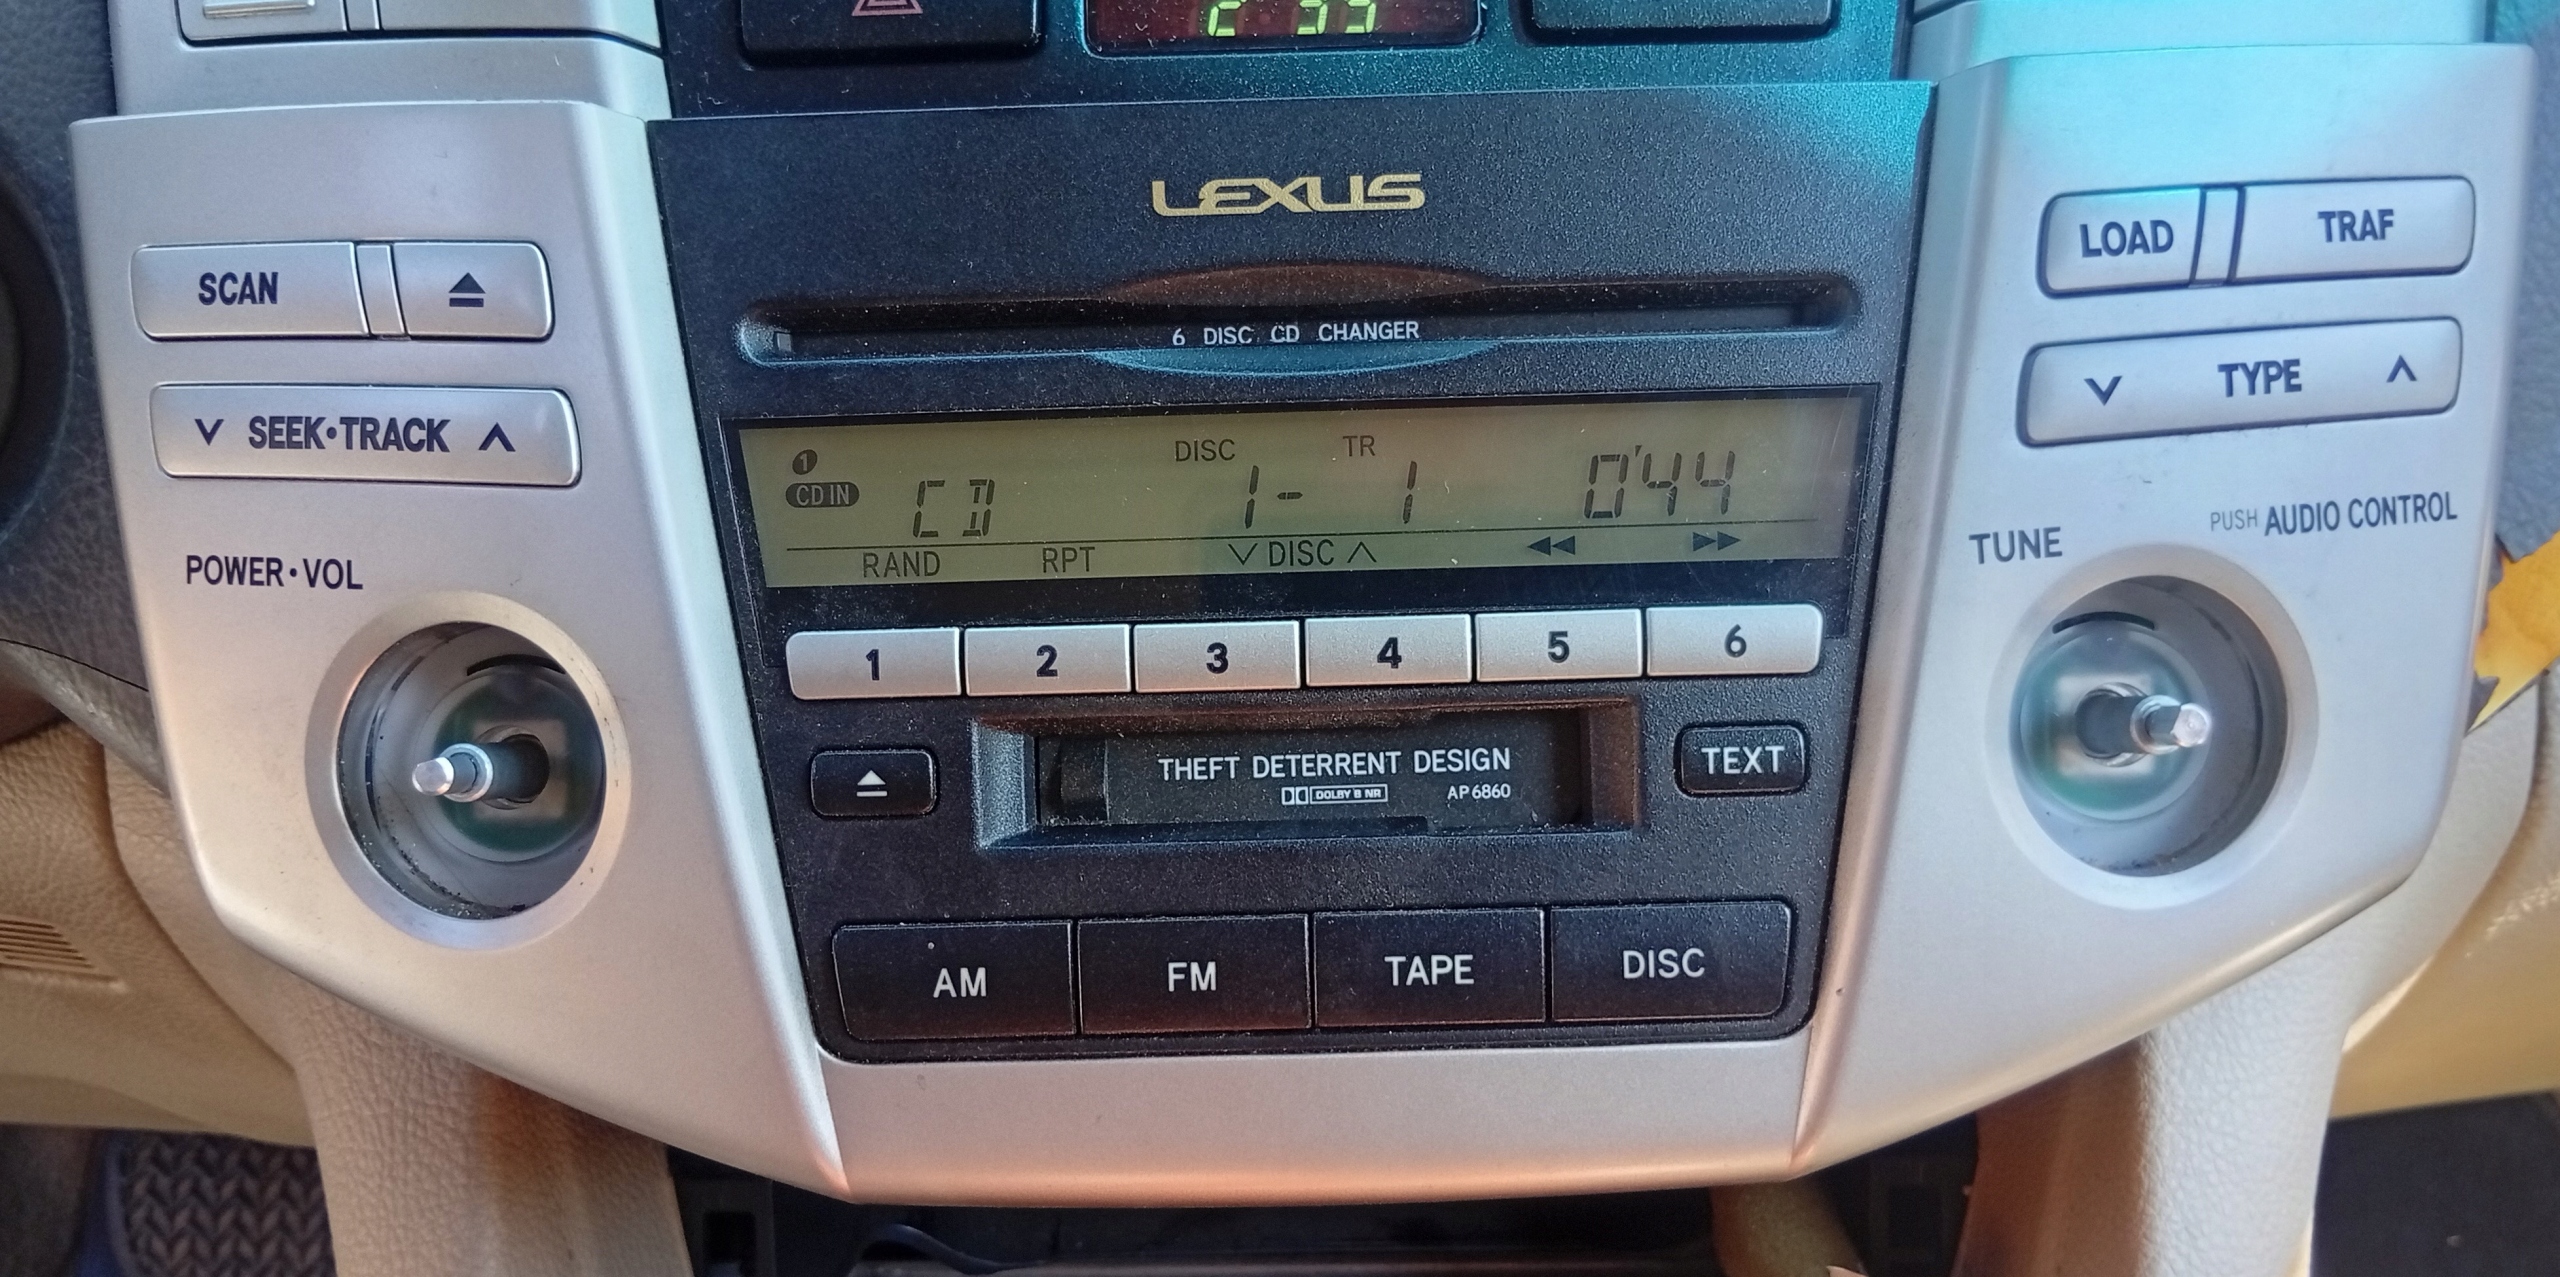 LEXUS
LOAD TRAF
SCAN
6 DISC CD CHANGER
TYPE
SEEK•TRACK
DISC TR
1
CD IN CD 1- 1 0'44
RAND RPT DISC
PUSH AUDIO CONTROL
TUNE
POWER•VOL
1 2 3 4 5 6
THEFT DETERRENT DESIGN
DOLBY B NR AP6860
TEXT
AM FM TAPE DISC